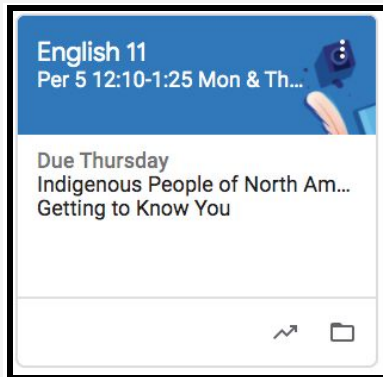 English 11
Per 5 12:10-1:25 Mon & Th...
Due Thursday
Indigenous People of North Am...
Getting to Know You